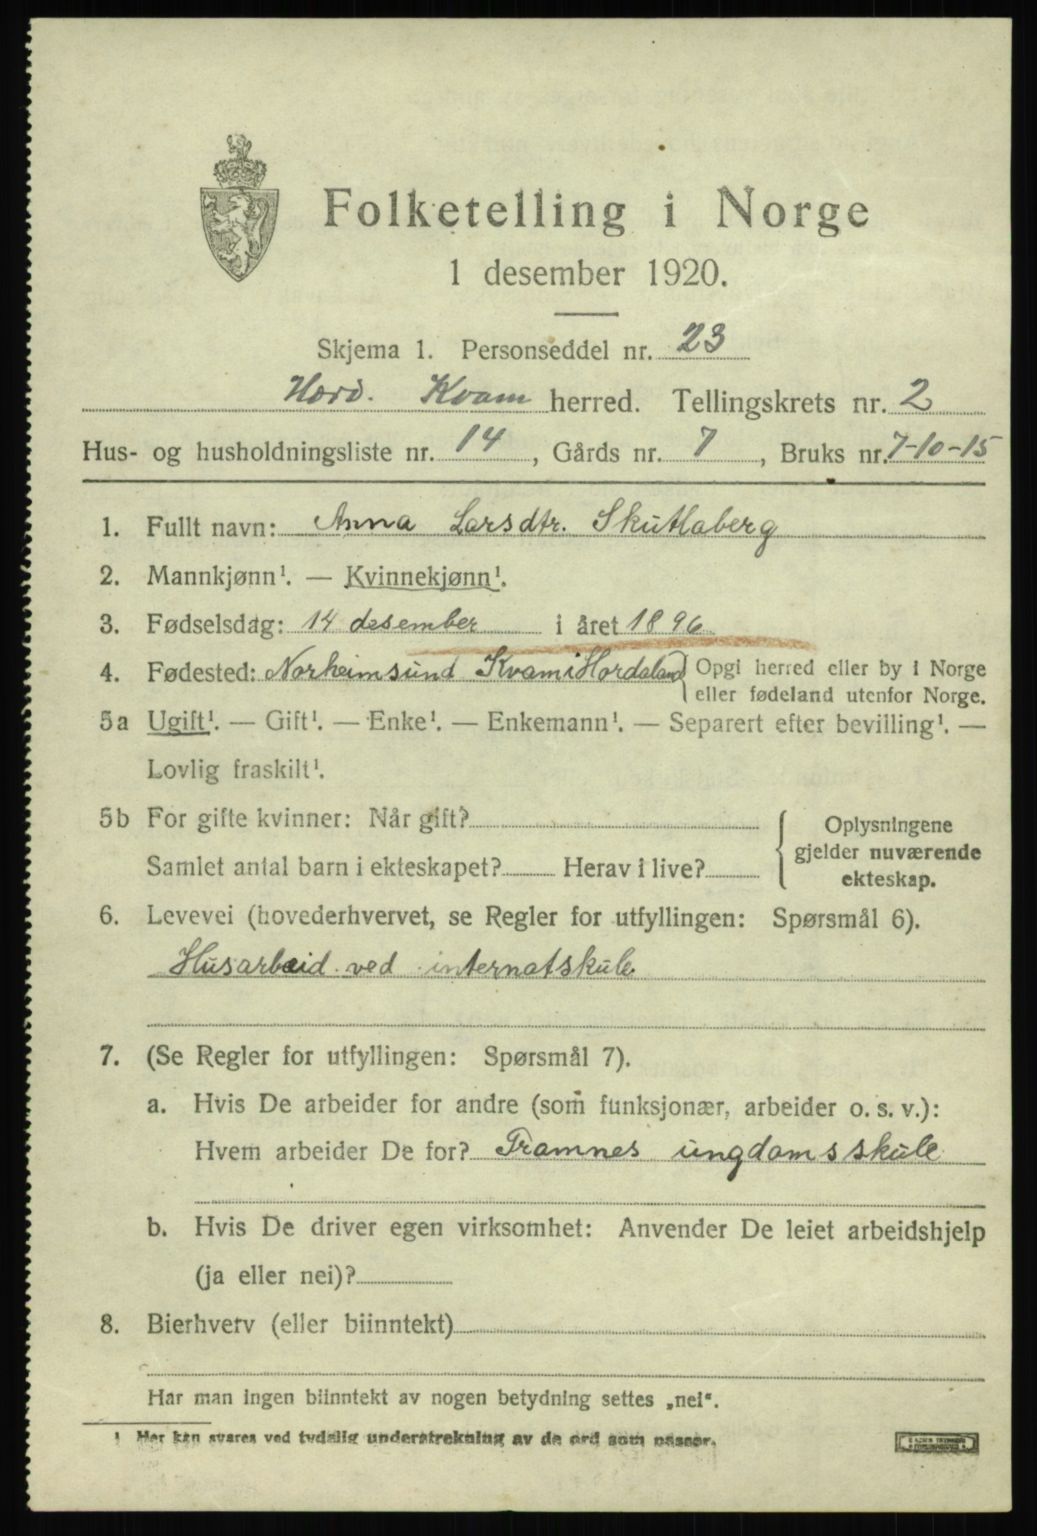 Folketelling i Norge
1 desember 1920.
Skjema 1. Personseddel nr. 23
Hord. Kvam herred. Tellingskrets nr. 2
Hus- og husholdningsliste nr. 14, Gårds nr. 7, Bruks nr. 7-10-15
1. Fullt navn: Anna Larsdtr. Skutlaberg
2. Mannkjønn¹. — Kvinnekjønn¹.
3. Fødselsdag: 14 desember i året 1896
4. Fødested: Norheimsund Kvam i Hordaland } Opgi herred eller by i Norge
eller fødeland utenfor Norge.
5a Ugift¹. — Gift¹. — Enke¹. — Enkemann¹. — Separert efter bevilling¹. —
Lovlig fraskilt¹.
5b For gifte kvinner: Når gift?
Samlet antal barn i ekteskapet? Herav i live?
Oplysningene
gjelder nuværende
ekteskap.
6. Levevei (hovederhvervet, se Regler for utfyllingen: Spørsmål 6).
Husarbeid ved internatskule
7. (Se Regler for utfyllingen: Spørsmål 7).
a. Hvis De arbeider for andre (som funksjonær, arbeider o. s. v.):
Hvem arbeider De for? Framnes ungdomsskule
b. Hvis De driver egen virksomhet: Anvender De leiet arbeidshjelp
(ja eller nei)?
8. Bierhverv (eller biinntekt)
Har man ingen biinntekt av nogen betydning settes „nei“.
¹ Her kan svares ved tydelig understrekning av de ord som passer.